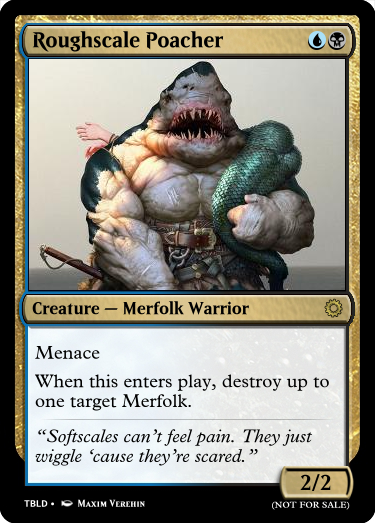 Roughscale Poacher
Creature — Merfolk Warrior
Menace
When this enters play, destroy up to
one target Merfolk.
“Softscales can’t feel pain. They just
wiggle ‘cause they’re scared.”
2/2
TBLD • Maxim Verehin
(NOT FOR SALE)